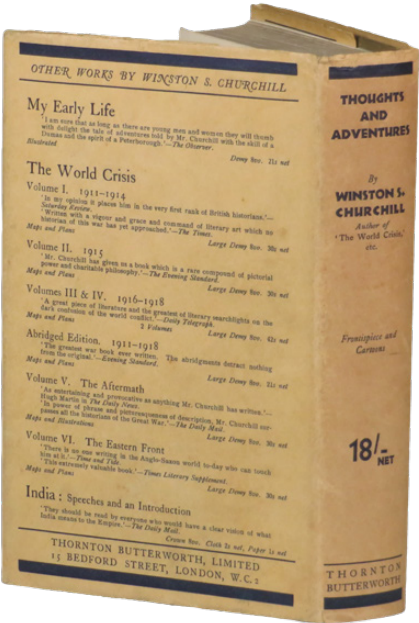 OTHER WORKS BY WINSTON S. CHURCHILL
My Early Life
'I am sure that as long as there are young men and women they will thumb
with delight the tale of adventures told by Mr. Churchill with the skill of a
Dumas and the spirit of a Peterborough.'—The Observer.
Illustrated
Demy 8vo. 21s net
The World Crisis
Volume I. 1911-1914
'In my opinion it places him in the very first rank of British historians.'—
Saturday Review.
'Written with a vigour and grace and command of literary art which no
historian of this war has yet approached.'—The Times.
Maps and Plans
Large Demy 8vo. 30s net
Volume II. 1915
'Mr. Churchill has given us a book which is a rare compound of pictorial
power and charitable philosophy.'—The Evening Standard.
Maps and Plans
Large Demy 8vo. 30s net
Volumes III & IV. 1916-1918
'A great piece of literature and the greatest of literary searchlights on the
dark confusion of the world conflict.'—Daily Telegraph.
Maps and Plans
2 Volumes
Large Demy 8vo. 42s net
Abridged Edition. 1911-1918
'The greatest war book ever written. The abridgments detract nothing
from the original.'—Evening Standard.
Maps and Plans
Large Demy 8vo. 21s net
Volume V. The Aftermath
'As entertaining and provocative as anything Mr. Churchill has written.'—
Hugh Martin in The Daily News.
'In power of phrase and picturesqueness of description, Mr. Churchill sur-
passes all the historians of the Great War.'—The Daily Mail.
Maps and Illustrations
Large Demy 8vo. 30s net
Volume VI. The Eastern Front
'There is no one writing in the Anglo-Saxon world to-day who can touch
him at it.'—Time and Tide.
'This extremely valuable book.'—Times Literary Supplement.
Maps and Plans
Large Demy 8vo. 30s net
India: Speeches and an Introduction
'They should be read by everyone who would have a clear vision of what
India means to the Empire.'—The Daily Mail.
Crown 8vo. Cloth 2s net, Paper 1s net
THORNTON BUTTERWORTH, LIMITED
15 BEDFORD STREET, LONDON, W.C.2
THOUGHTS
AND
ADVENTURES
By
WINSTON S.
CHURCHILL
Author of
'The World Crisis,'
etc.
Frontispiece and
Cartoons
18/-
NET
THORNTON
BUTTERWORTH